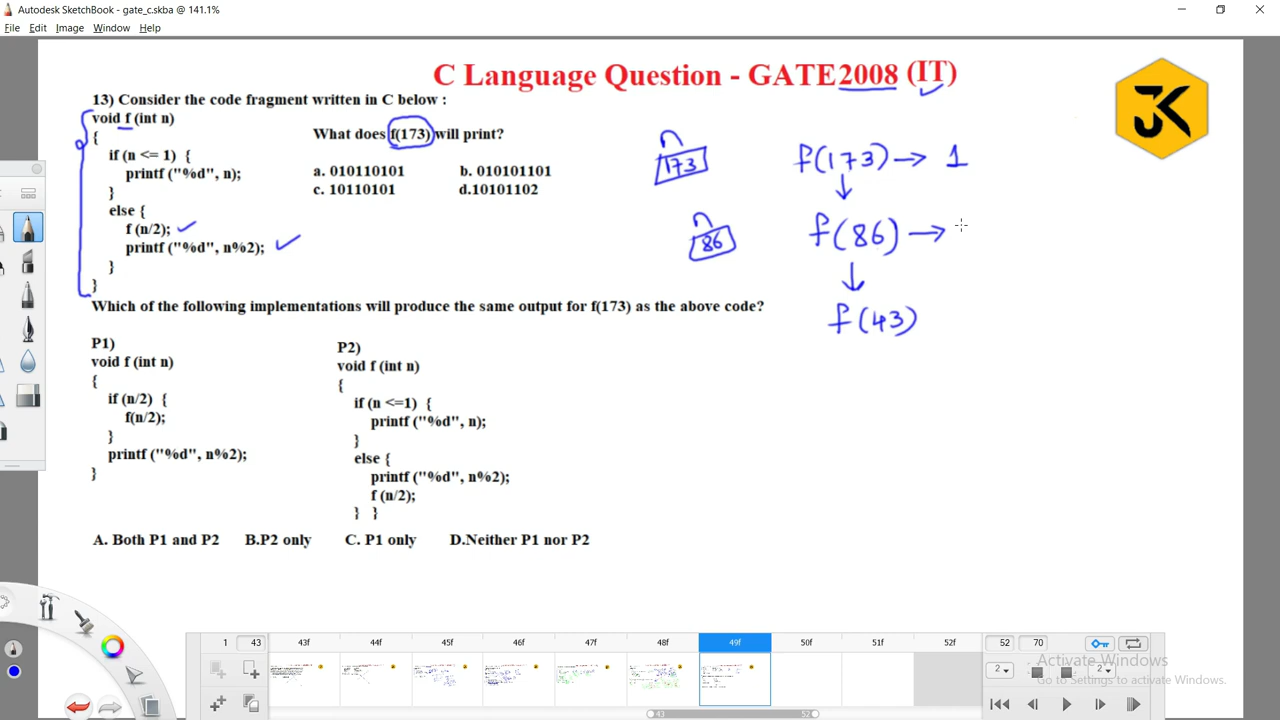 Autodesk SketchBook - gate_c.skba @ 141.1%
File Edit Image Window Help
C Language Question - GATE2008 (IT)
JK
13) Consider the code fragment written in C below :
void f (int n)
{
if (n <= 1) {
printf ("%d", n);
}
else {
f (n/2);
printf ("%d", n%2);
}
}
What does f(173) will print?
a. 010110101 b. 010101101
c. 10110101 d.10101102
n
173
f(173) → 1
n
86
f(86) →
f(43)
Which of the following implementations will produce the same output for f(173) as the above code?
P1)
void f (int n)
{
if (n/2) {
f(n/2);
}
printf ("%d", n%2);
}
P2)
void f (int n)
{
if (n <=1) {
printf ("%d", n);
}
else {
printf ("%d", n%2);
f (n/2);
} }
A. Both P1 and P2 B.P2 only C. P1 only D.Neither P1 nor P2
1 43 43f 44f 45f 46f 47f 48f 49f 50f 51f 52f 52 70
2 2
Activate Windows
Go to Settings to activate Windows.
43 52